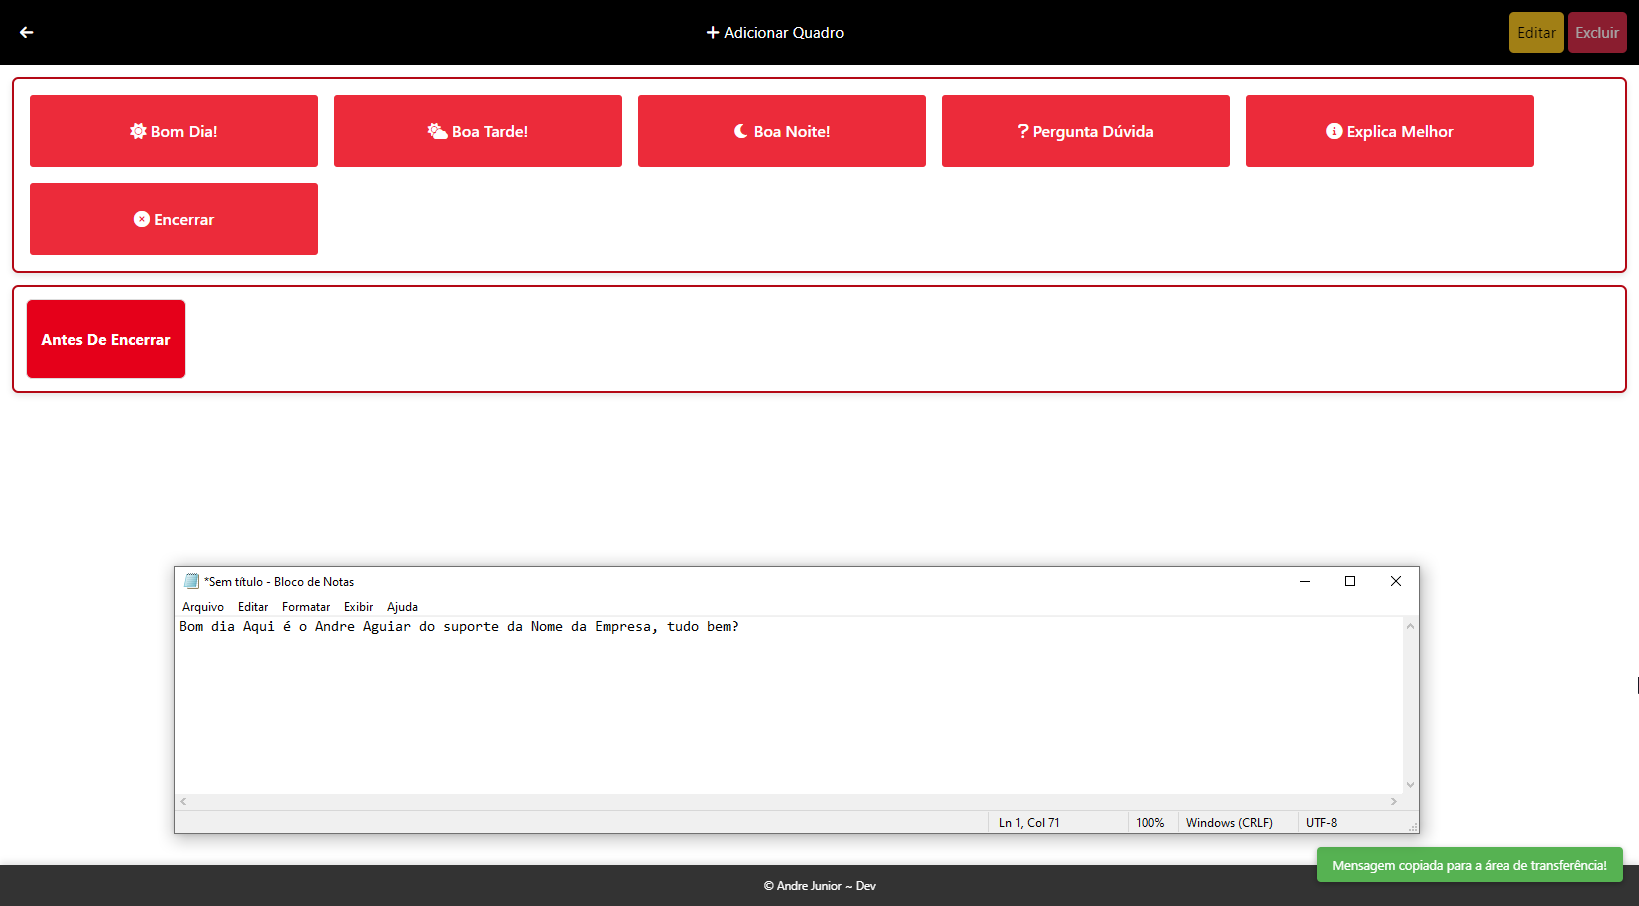 Adicionar Quadro
Editar
Excluir
Bom Dia!
Boa Tarde!
Boa Noite!
? Pergunta Dúvida
Explica Melhor
Encerrar
Antes De Encerrar
*Sem título - Bloco de Notas
Arquivo Editar Formatar Exibir Ajuda
Bom dia Aqui é o Andre Aguiar do suporte da Nome da Empresa, tudo bem?
Ln 1, Col 71 100% Windows (CRLF) UTF-8
Mensagem copiada para a área de transferência!
© Andre Junior ~ Dev